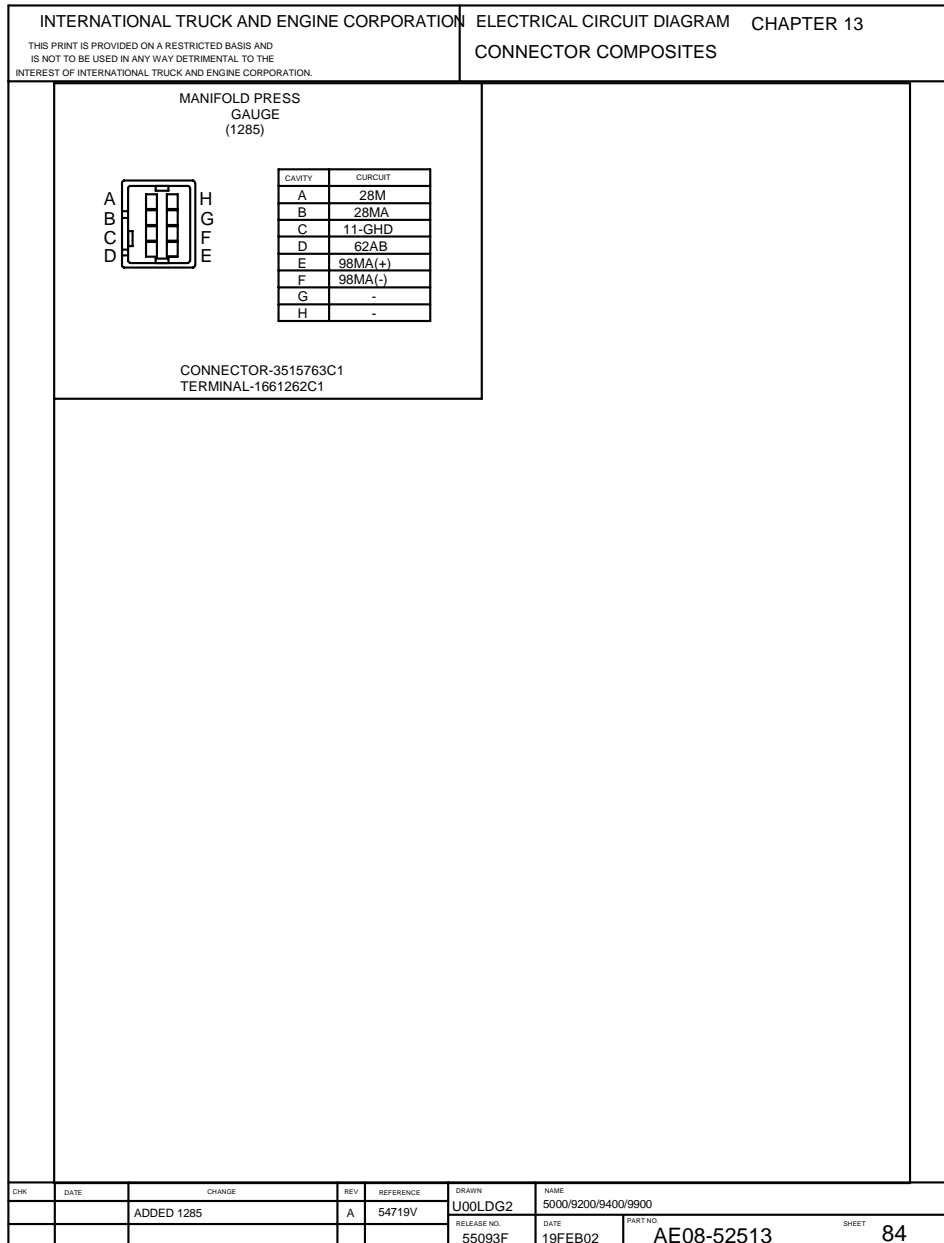 INTERNATIONAL TRUCK AND ENGINE CORPORATION
THIS PRINT IS PROVIDED ON A RESTRICTED BASIS AND
IS NOT TO BE USED IN ANY WAY DETRIMENTAL TO THE
INTEREST OF INTERNATIONAL TRUCK AND ENGINE CORPORATION.
ELECTRICAL CIRCUIT DIAGRAM CHAPTER 13
CONNECTOR COMPOSITES
MANIFOLD PRESS
GAUGE
(1285)
A H
B G
C F
D E
CAVITY CURCUIT
A 28M
B 28MA
C 11-GHD
D 62AB
E 98MA(+)
F 98MA(-)
G -
H -
CONNECTOR-3515763C1
TERMINAL-1661262C1
CHK DATE CHANGE REV REFERENCE DRAWN NAME
ADDED 1285 A 54719V U00LDG2 5000/9200/9400/9900
RELEASE NO. DATE PART NO. SHEET
55093F 19FEB02 AE08-52513 84